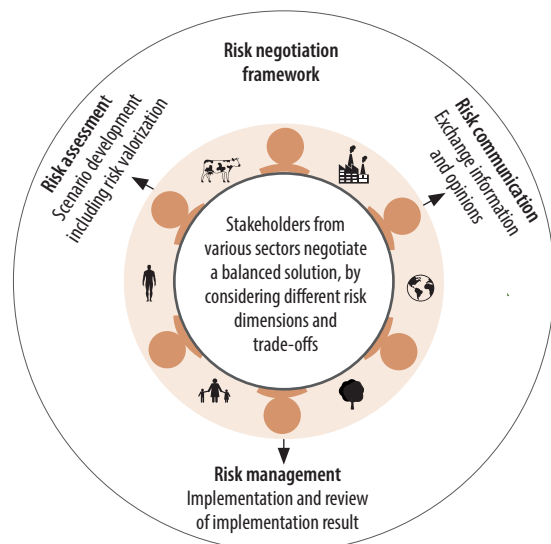 Risk negotiation
framework
Risk assessment
Scenario development
including risk valorization
Risk communication
Exchange information
and opinions
Stakeholders from
various sectors negotiate
a balanced solution, by
considering different risk
dimensions and
trade-offs
Risk management
Implementation and review
of implementation result